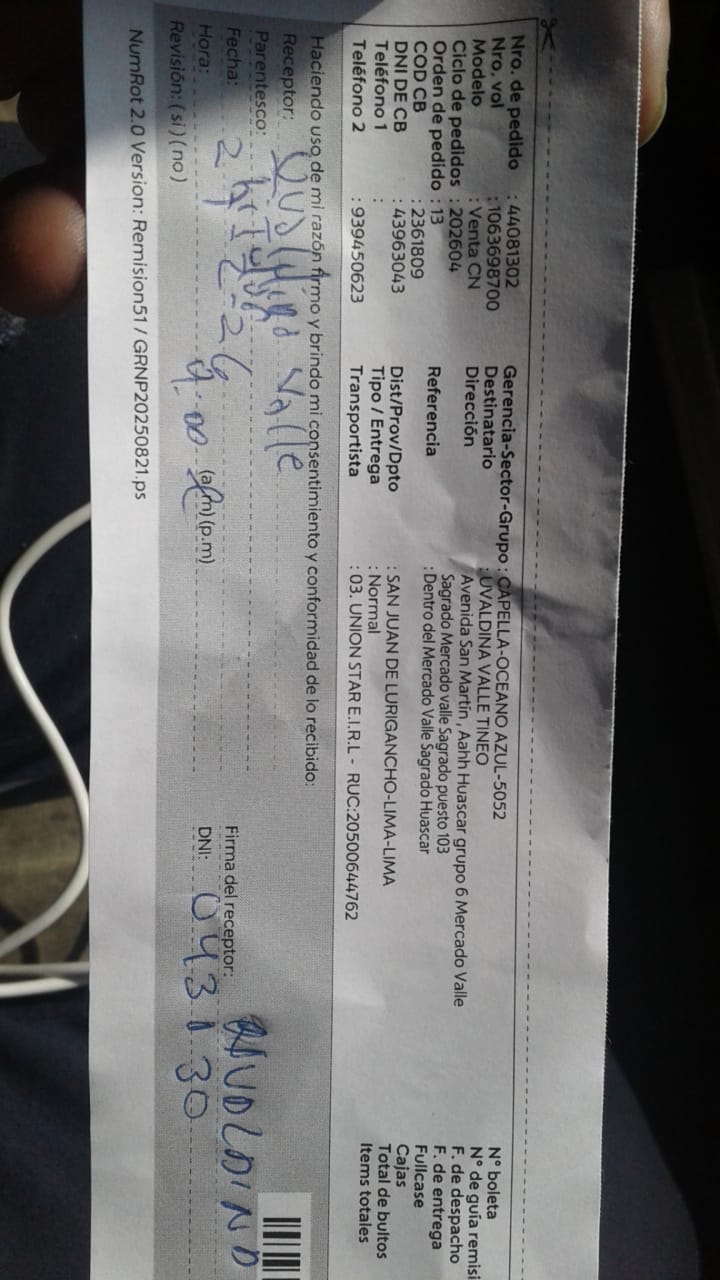 Nro. de pedido : 44081302
Nro. vol : 1063698700
Modelo : Venta CN
Ciclo de pedidos : 202604
Orden de pedido : 13
COD CB : 2361809
DNI DE CB : 43963043
Teléfono 1 :
Teléfono 2 : 939450623
Gerencia-Sector-Grupo : CAPELLA-OCEANO AZUL-5052
Destinatario : UVALDINA VALLE TINEO
Dirección : Avenida San Martin , Aahh Huascar grupo 6 Mercado Valle
Sagrado Mercado valle Sagrado puesto 103
Referencia : Dentro del Mercado Valle Sagrado Huascar
Dist/Prov/Dpto : SAN JUAN DE LURIGANCHO-LIMA-LIMA
Tipo / Entrega : Normal
Transportista : 03. UNION STAR E.I.R.L - RUC:20500644762
N° boleta
N° de guía remisi
F. de despacho
F. de entrega
Fullcase
Cajas
Total de bultos
Items totales
Haciendo uso de mi razón firmo y brindo mi consentimiento y conformidad de lo recibido:
Receptor: Valle
Parentesco:
Fecha: 26
Hora: 9:00 (a.m) (p.m)
Revisión: ( si ) ( no )
Firma del receptor:
DNI: 043130
NumRot 2.0 Version: Remision51 / GRNP20250821.ps